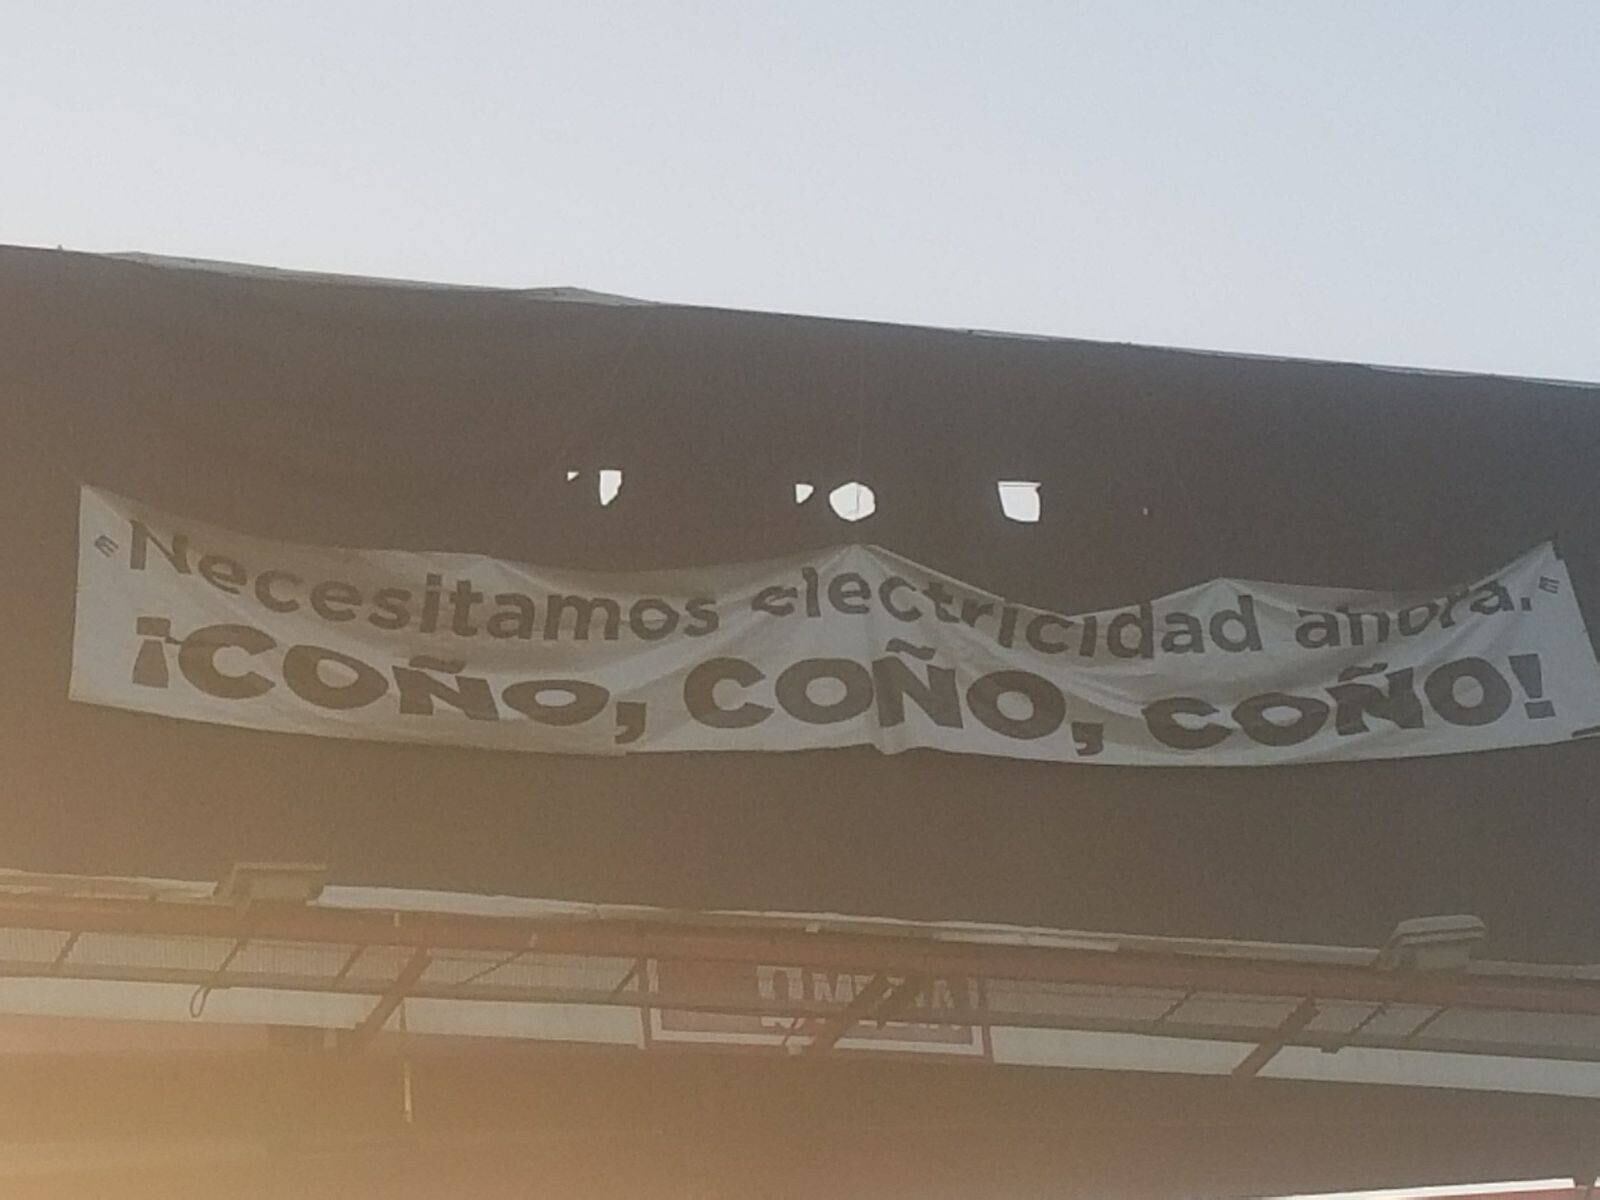 "Necesitamos electricidad ahora."
¡COÑO, COÑO, COÑO!